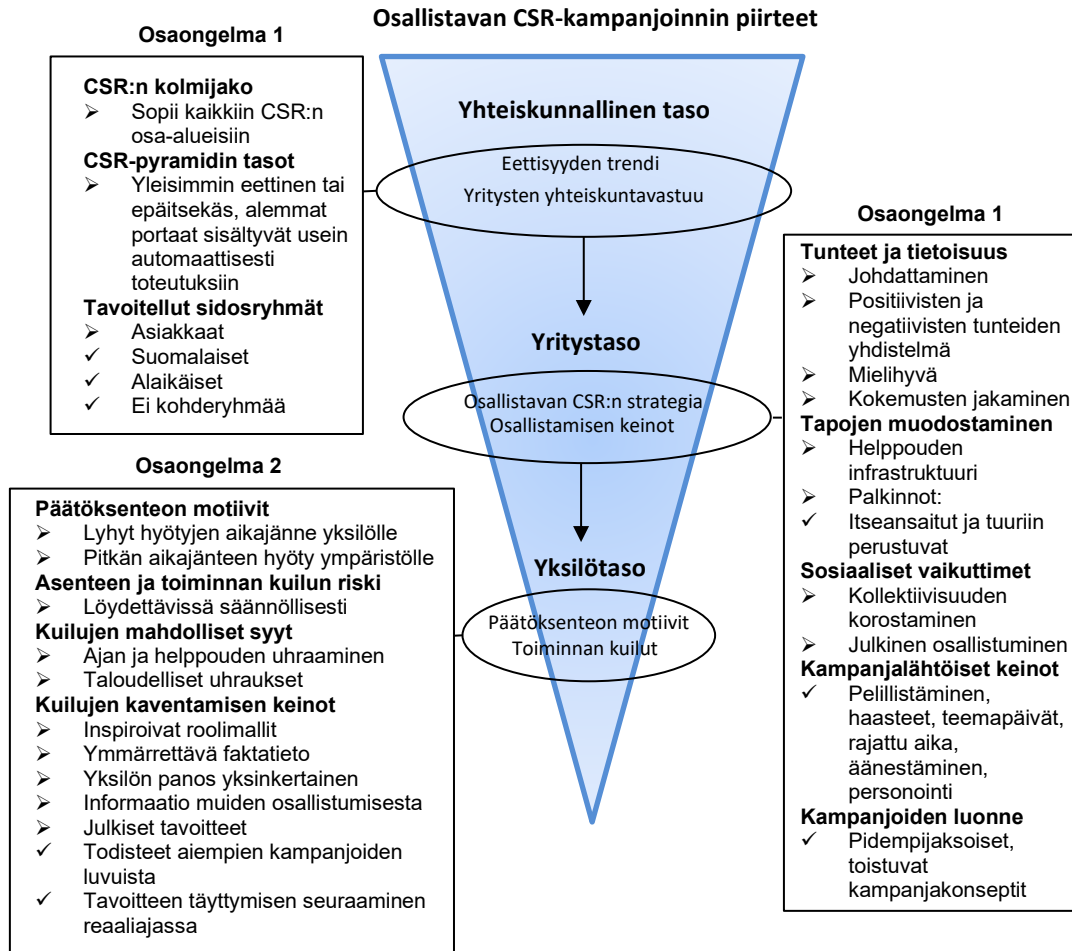 Osallistavan CSR-kampanjoinnin piirteet
Osaongelma 1
CSR:n kolmijako
➢ Sopii kaikkiin CSR:n
osa-alueisiin
CSR-pyramidin tasot
➢ Yleisimmin eettinen tai
epäitsekäs, alemmat
portaat sisältyvät usein
automaattisesti
toteutuksiin
Tavoitellut sidosryhmät
➢ Asiakkaat
✓ Suomalaiset
✓ Alaikäiset
✓ Ei kohderyhmää
Yhteiskunnallinen taso
Eettisyyden trendi
Yritysten yhteiskuntavastuu
Yritystaso
Osallistavan CSR:n strategia
Osallistamisen keinot
Yksilötaso
Päätöksenteon motiivit
Toiminnan kuilut
Osaongelma 1
Tunteet ja tietoisuus
➢ Johdattaminen
➢ Positiivisten ja
negatiivisten tunteiden
yhdistelmä
➢ Mielihyvä
➢ Kokemusten jakaminen
Tapojen muodostaminen
➢ Helppouden
infrastruktuuri
➢ Palkinnot:
✓ Itseansaitut ja tuuriin
perustuvat
Sosiaaliset vaikuttimet
➢ Kollektiivisuuden
korostaminen
➢ Julkinen osallistuminen
Kampanjalähtöiset keinot
✓ Pelillistäminen,
haasteet, teemapäivät,
rajattu aika,
äänestäminen,
personointi
Kampanjoiden luonne
✓ Pidempijaksoiset,
toistuvat
kampanjakonseptit
Osaongelma 2
Päätöksenteon motiivit
➢ Lyhyt hyötyjen aikajänne yksilölle
➢ Pitkän aikajänteen hyöty ympäristölle
Asenteen ja toiminnan kuilun riski
➢ Löydettävissä säännöllisesti
Kuilujen mahdolliset syyt
➢ Ajan ja helppouden uhraaminen
➢ Taloudelliset uhraukset
Kuilujen kaventamisen keinot
➢ Inspiroivat roolimallit
➢ Ymmärrettävä faktatieto
➢ Yksilön panos yksinkertainen
➢ Informaatio muiden osallistumisesta
➢ Julkiset tavoitteet
✓ Todisteet aiempien kampanjoiden
luvuista
✓ Tavoitteen täyttymisen seuraaminen
reaaliajassa